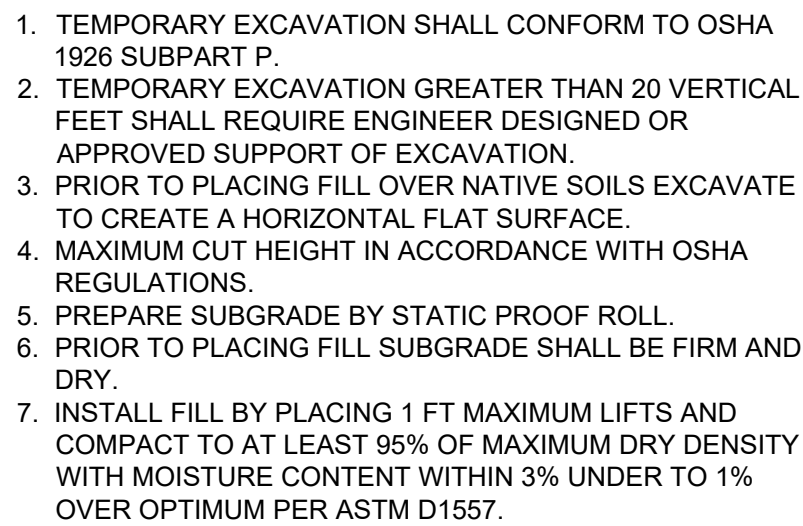 1. TEMPORARY EXCAVATION SHALL CONFORM TO OSHA
1926 SUBPART P.
2. TEMPORARY EXCAVATION GREATER THAN 20 VERTICAL
FEET SHALL REQUIRE ENGINEER DESIGNED OR
APPROVED SUPPORT OF EXCAVATION.
3. PRIOR TO PLACING FILL OVER NATIVE SOILS EXCAVATE
TO CREATE A HORIZONTAL FLAT SURFACE.
4. MAXIMUM CUT HEIGHT IN ACCORDANCE WITH OSHA
REGULATIONS.
5. PREPARE SUBGRADE BY STATIC PROOF ROLL.
6. PRIOR TO PLACING FILL SUBGRADE SHALL BE FIRM AND
DRY.
7. INSTALL FILL BY PLACING 1 FT MAXIMUM LIFTS AND
COMPACT TO AT LEAST 95% OF MAXIMUM DRY DENSITY
WITH MOISTURE CONTENT WITHIN 3% UNDER TO 1%
OVER OPTIMUM PER ASTM D1557.